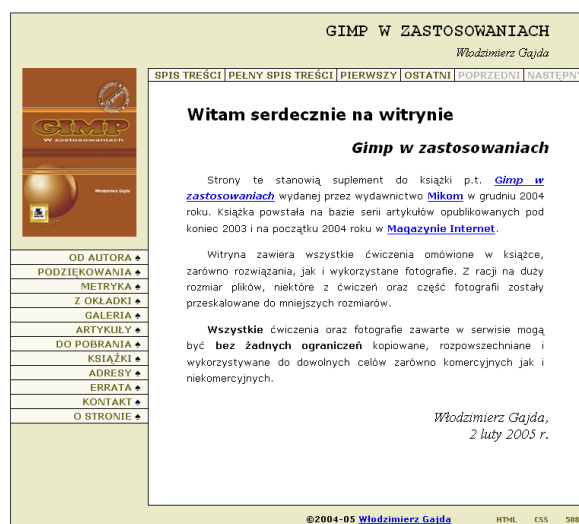 GIMP W ZASTOSOWANIACH
Włodzimierz Gajda
SPIS TREŚCI PEŁNY SPIS TREŚCI PIERWSZY OSTATNI POPRZEDNI NASTĘPNY
GIMP
W zastosowaniach
Włodzimierz Gajda
OD AUTORA
PODZIĘKOWANIA
METRYKA
Z OKŁADKI
GALERIA
ARTYKUŁY
DO POBRANIA
KSIĄŻKI
ADRESY
ERRATA
KONTAKT
O STRONIE
Witam serdecznie na witrynie
Gimp w zastosowaniach
Strony te stanowią suplement do książki p.t. Gimp w
zastosowaniach wydanej przez wydawnictwo Mikom w grudniu 2004
roku. Książka powstała na bazie serii artykułów opublikowanych pod
koniec 2003 i na początku 2004 roku w Magazynie Internet.
Witryna zawiera wszystkie ćwiczenia omówione w książce,
zarówno rozwiązania, jak i wykorzystane fotografie. Z racji na duży
rozmiar plików, niektóre z ćwiczeń oraz część fotografii zostały
przeskalowane do mniejszych rozmiarów.
Wszystkie ćwiczenia oraz fotografie zawarte w serwisie mogą
być bez żadnych ograniczeń kopiowane, rozpowszechniane i
wykorzystywane do dowolnych celów zarówno komercyjnych jak i
niekomercyjnych.
Włodzimierz Gajda,
2 luty 2005 r.
©2004-05 Włodzimierz Gajda HTML CSS 508